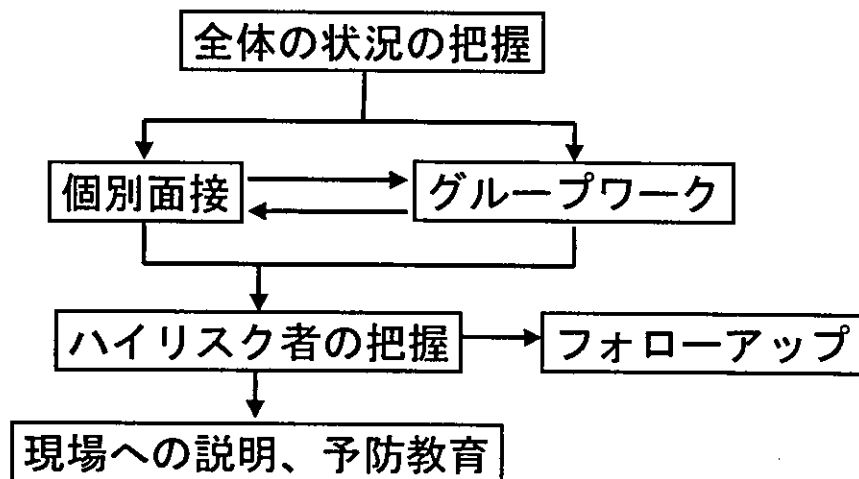 全体の状況の把握
個別面接
グループワーク
ハイリスク者の把握
フォローアップ
現場への説明、予防教育